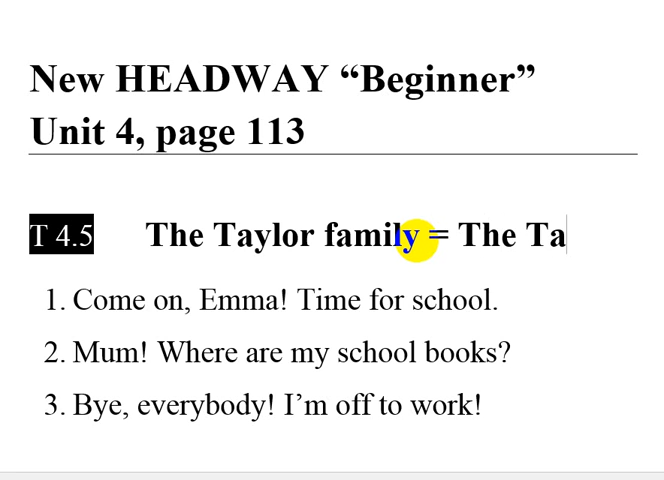 New HEADWAY “Beginner”
Unit 4, page 113
T 4.5 The Taylor family = The Ta
1. Come on, Emma! Time for school.
2. Mum! Where are my school books?
3. Bye, everybody! I’m off to work!